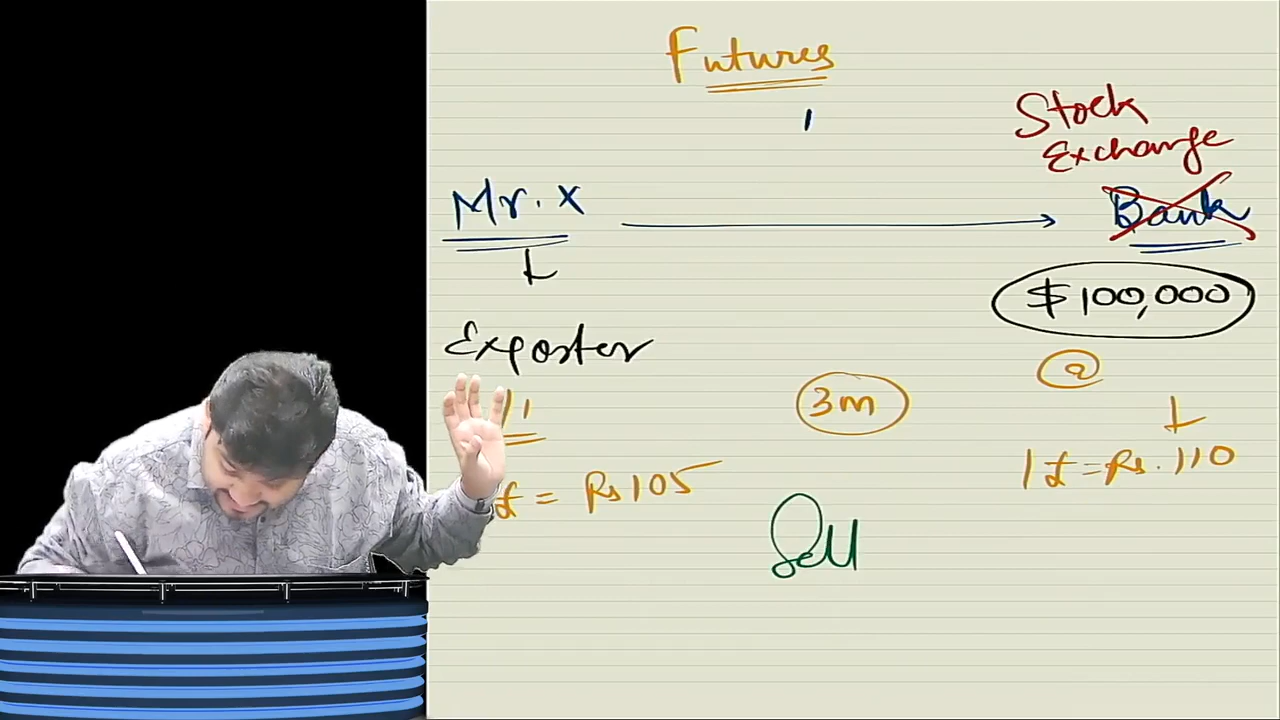 Futures
Stock
Exchange
Mr. X
Bank
$100,000
Exporter
@
3m
1£ = Rs. 110
£ = Rs 105
Sell